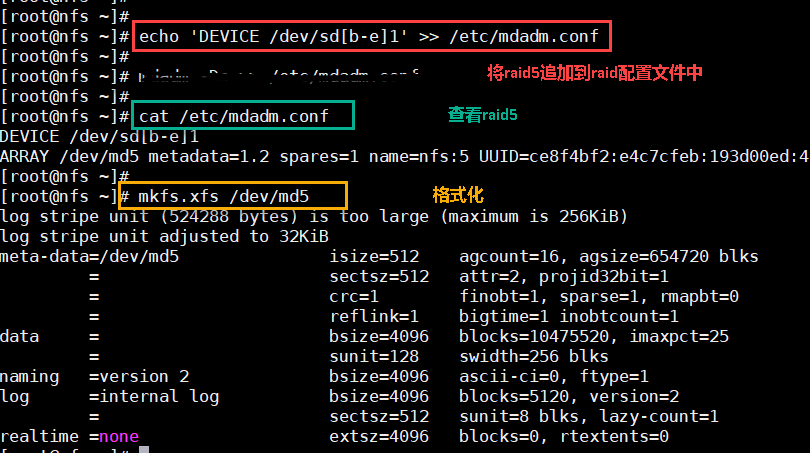 [root@nfs ~]#
[root@nfs ~]# echo 'DEVICE /dev/sd[b-e]1' >> /etc/mdadm.conf
[root@nfs ~]#
[root@nfs ~]# /etc/mdadm.conf 将raid5追加到raid配置文件中
[root@nfs ~]#
[root@nfs ~]# cat /etc/mdadm.conf 查看raid5
DEVICE /dev/sd[b-e]1
ARRAY /dev/md5 metadata=1.2 spares=1 name=nfs:5 UUID=ce8f4bf2:e4c7cfeb:193d00ed:4
[root@nfs ~]#
[root@nfs ~]# mkfs.xfs /dev/md5 格式化
log stripe unit (524288 bytes) is too large (maximum is 256KiB)
log stripe unit adjusted to 32KiB
meta-data=/dev/md5 isize=512 agcount=16, agsize=654720 blks
= sectsz=512 attr=2, projid32bit=1
= crc=1 finobt=1, sparse=1, rmapbt=0
= reflink=1 bigtime=1 inobtcount=1
data = bsize=4096 blocks=10475520, imaxpct=25
= sunit=128 swidth=256 blks
naming =version 2 bsize=4096 ascii-ci=0, ftype=1
log =internal log bsize=4096 blocks=5120, version=2
= sectsz=512 sunit=8 blks, lazy-count=1
realtime =none extsz=4096 blocks=0, rtextents=0